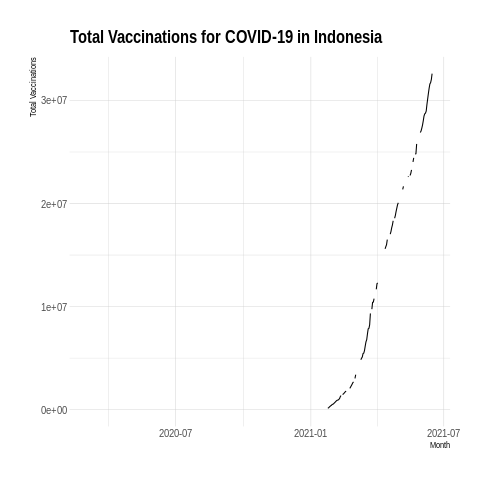 Total Vaccinations for COVID-19 in Indonesia
Total Vaccinations
3e+07
2e+07
1e+07
0e+00
2020-07
2021-01
2021-07
Month